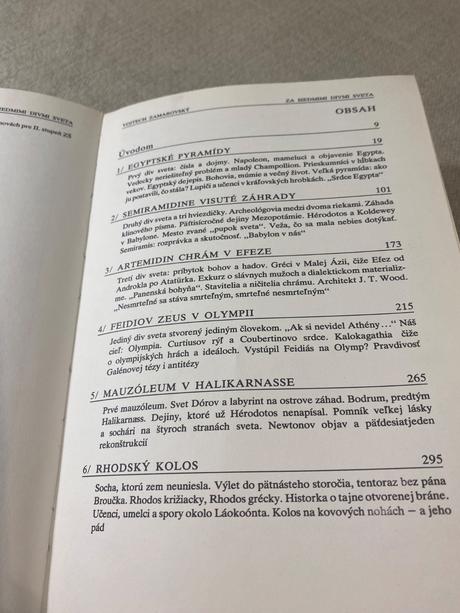 IEDMIMI DIVMI SVETA
novách pre II. stupeň ZŠ
VOJTECH ZAMAROVSKÝ
ZA SIEDMIMI DIVMI SVETA
OBSAH
Úvodom 9
1/ EGYPTSKÉ PYRAMÍDY 19
Prvý div sveta: čísla a dojmy. Napoleon, mameluci a objavenie Egypta.
Vedecky neriešiteľný problém a mladý Champollion. Prieskumníci v hĺbkach
vekov. Egyptský dejepis. Bohovia, múmie a večný život. Veľká pyramída: ako
ju postavili, čo stála? Lupiči a učenci v kráľovských hrobkách. „Srdce Egypta“
2/ SEMIRAMIDINE VISUTÉ ZÁHRADY 101
Druhý div sveta a tri hviezdičky. Archeológovia medzi dvoma riekami. Záhada
klinového písma. Päťtisícročné dejiny Mezopotámie. Hérodotos a Koldewey
v Babylone. Mesto zvané „pupok sveta“. Veža, čo sa mala nebies dotýkať.
Semiramis: rozprávka a skutočnosť. „Babylon v nás“
3/ ARTEMIDIN CHRÁM V EFEZE 173
Tretí div sveta: príbytok bohov a hadov. Gréci v Malej Ázii, čiže Efez od
Androkla po Atatürka. Exkurz o slávnych mužoch a dialektickom materializ-
me. „Panenská bohyňa“. Stavitelia a ničitelia chrámu. Architekt J. T. Wood.
„Nesmrteľné sa stáva smrteľným, smrteľné nesmrteľným“
4/ FEIDIOV ZEUS V OLYMPII 215
Jediný div sveta stvorený jediným človekom. „Ak si nevidel Athény…“ Náš
cieľ: Olympia. Curtiusov rýľ a Coubertinovo srdce. Kalokagathia čiže
o olympijských hrách a ideáloch. Vystúpil Feidiás na Olymp? Pravdivosť
Galénovej tézy i antitézy
5/ MAUZÓLEUM V HALIKARNASSE 265
Prvé mauzóleum. Svet Dórov a labyrint na ostrove záhad. Bodrum, predtým
Halikarnass. Dejiny, ktoré už Hérodotos nenapísal. Pomník veľkej lásky
a sochári na štyroch stranách sveta. Newtonov objav a päťdesiatjeden
rekonštrukcií
6/ RHODSKÝ KOLOS 295
Socha, ktorú zem neuniesla. Výlet do pätnásteho storočia, tentoraz bez pána
Broučka. Rhodos križiacky, Rhodos grécky. Historka o tajne otvorenej bráne.
Učenci, umelci a spory okolo Láokoónta. Kolos na kovových nohách — a jeho
pád